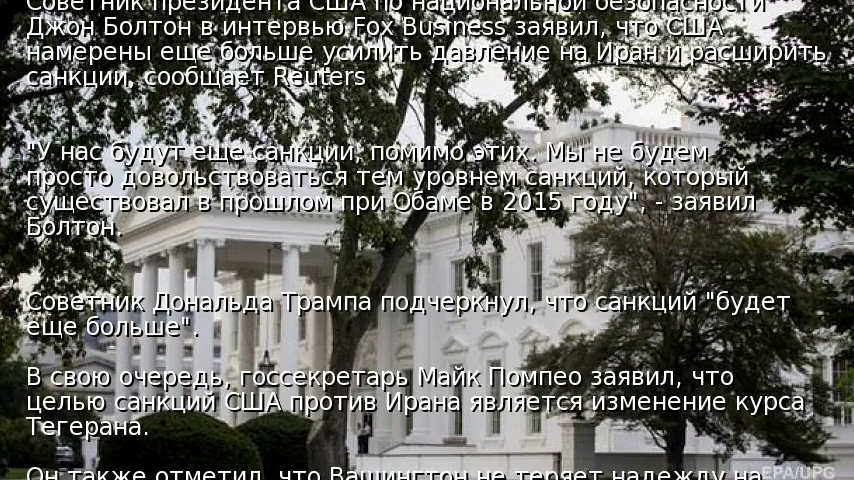 Советник президента США по национальной безопасности
Джон Болтон в интервью Fox Business заявил, что США
намерены еще больше усилить давление на Иран и расширить
санкции, сообщает Reuters
"У нас будут еще санкции, помимо этих. Мы не будем
просто довольствоваться тем уровнем санкций, который
существовал в прошлом при Обаме в 2015 году", - заявил
Болтон.
Советник Дональда Трампа подчеркнул, что санкций "будет
еще больше".
В свою очередь, госсекретарь Майк Помпео заявил, что
целью санкций США против Ирана является изменение курса
Тегерана.
Он также отметил, что Вашингтон не теряет надежду на
EPA/UPG